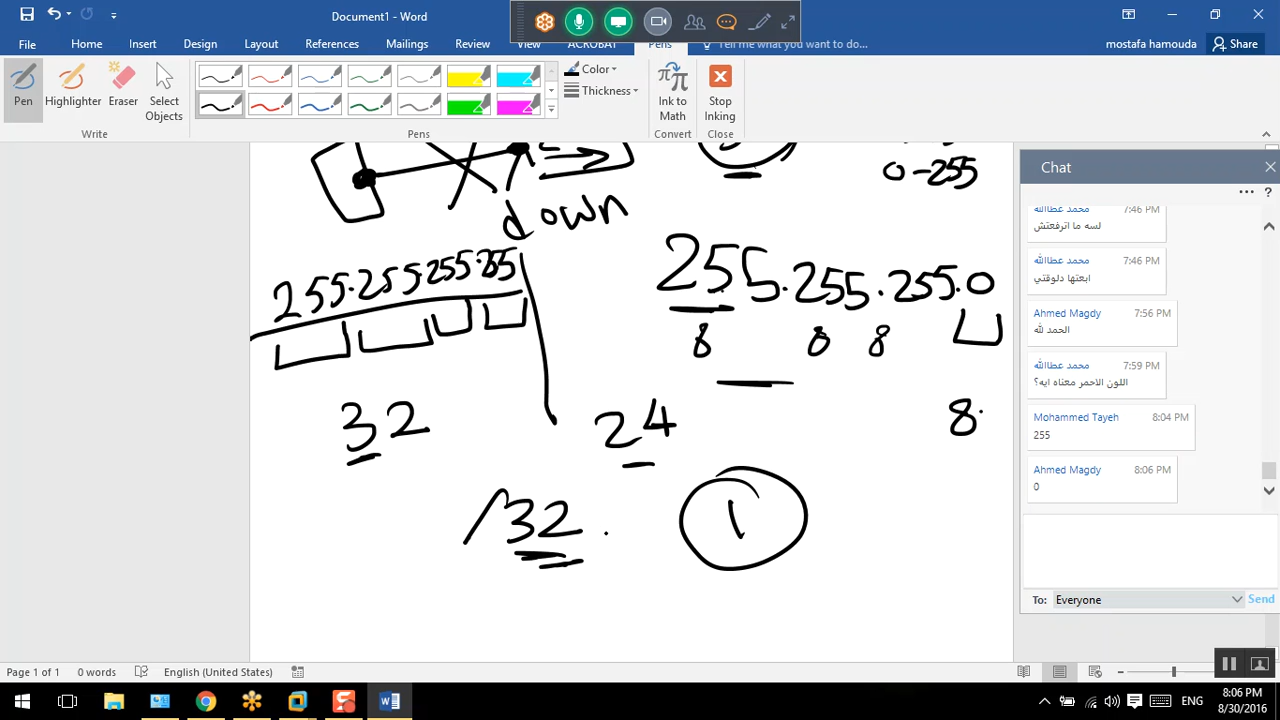 Document1 - Word
mostafa hamouda
Share
File Home Insert Design Layout References Mailings Review View ACROBAT Pens Tell me what you want to do...
Pen
Highlighter
Eraser
Select Objects
Color
Thickness
Ink to Math
Stop Inking
Write
Pens
Convert
Close
0-255
down
255.255.255.255
255.255.255.0
8 8 8
32
24
8
/32
1
Chat
محمد عطاالله 7:46 PM
لسه ما اترفعتش
محمد عطاالله 7:46 PM
ابعتها دلوقتي
Ahmed Magdy 7:56 PM
الحمد لله
محمد عطاالله 7:59 PM
اللون الاحمر معناه ايه؟
Mohammed Tayeh 8:04 PM
255
Ahmed Magdy 8:06 PM
0
To: Everyone Send
Page 1 of 1 0 words English (United States)
ENG
8:06 PM
8/30/2016